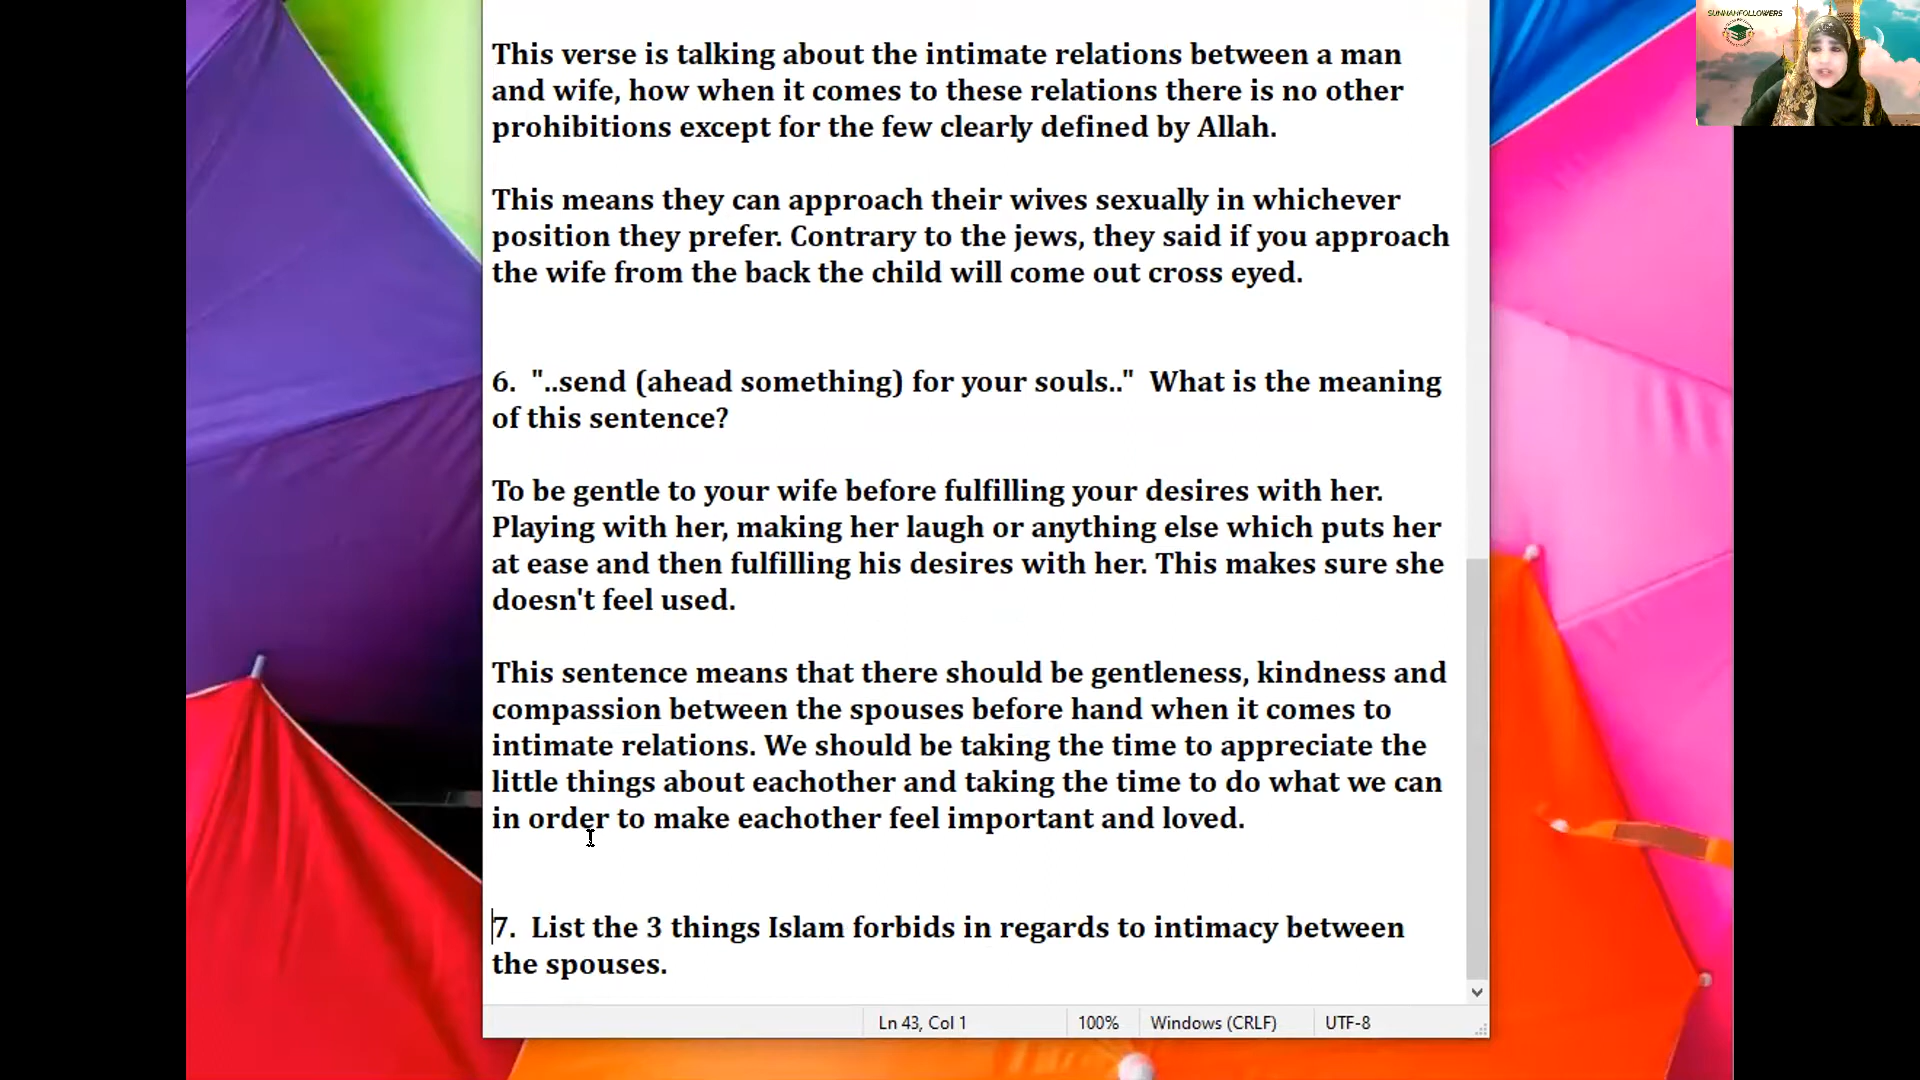 SUNNAHFOLLOWERS
This verse is talking about the intimate relations between a man
and wife, how when it comes to these relations there is no other
prohibitions except for the few clearly defined by Allah.
This means they can approach their wives sexually in whichever
position they prefer. Contrary to the jews, they said if you approach
the wife from the back the child will come out cross eyed.
6.  "..send (ahead something) for your souls.."  What is the meaning
of this sentence?
To be gentle to your wife before fulfilling your desires with her.
Playing with her, making her laugh or anything else which puts her
at ease and then fulfilling his desires with her. This makes sure she
doesn't feel used.
This sentence means that there should be gentleness, kindness and
compassion between the spouses before hand when it comes to
intimate relations. We should be taking the time to appreciate the
little things about eachother and taking the time to do what we can
in order to make eachother feel important and loved.
7.  List the 3 things Islam forbids in regards to intimacy between
the spouses.
Ln 43, Col 1
100%
Windows (CRLF)
UTF-8